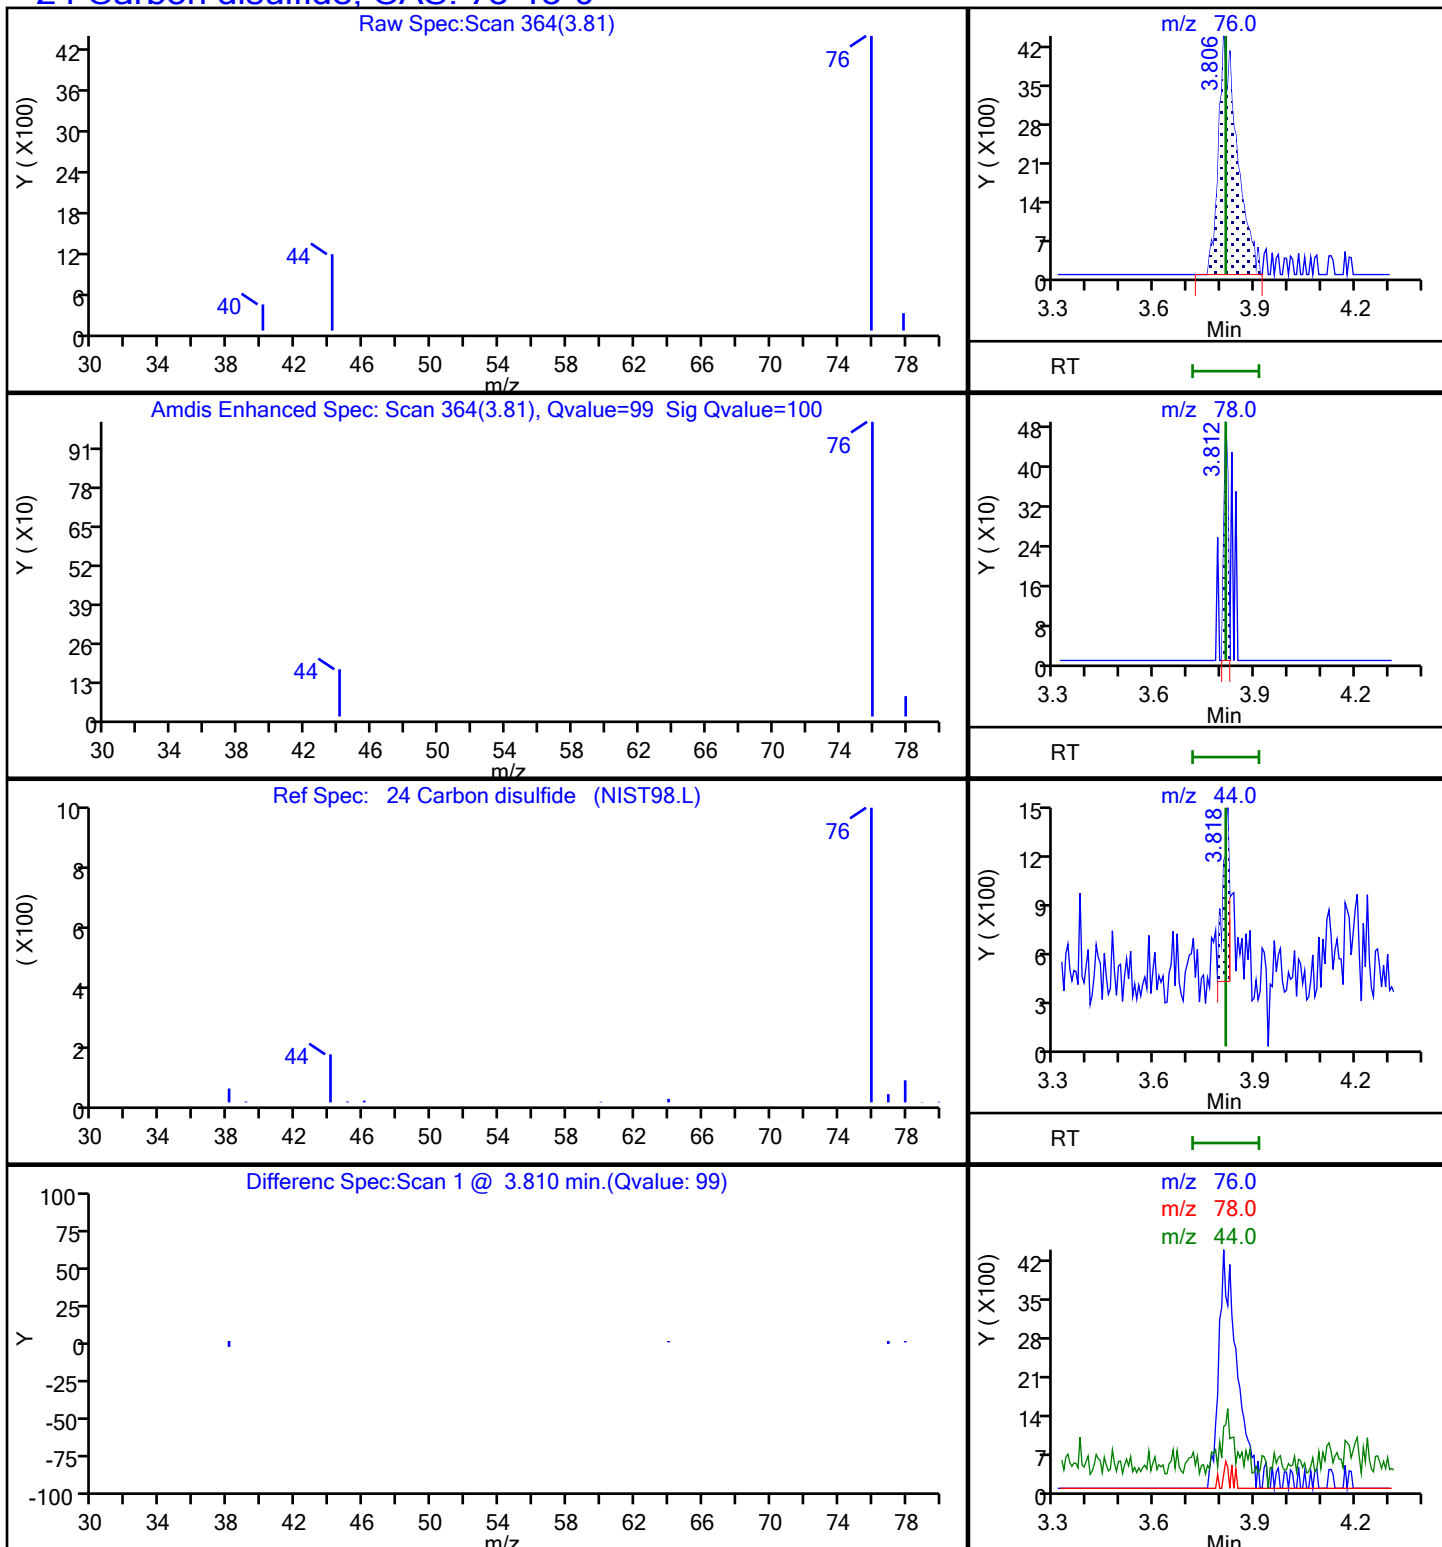 24 Carbon disulfide, CAS: 75-15-0
Raw Spec:Scan 364(3.81)
Y ( X100)
42
36
30
24
18
12
6
0
76
44
40
30 34 38 42 46 50 54 58 62 66 70 74 78
m/z
m/z 76.0
3.806
Y ( X100)
42
35
28
21
14
7
0
3.3 3.6 3.9 4.2
Min
RT
Amdis Enhanced Spec: Scan 364(3.81), Qvalue=99 Sig Qvalue=100
Y ( X10)
91
78
65
52
39
26
13
0
76
44
30 34 38 42 46 50 54 58 62 66 70 74 78
m/z
m/z 78.0
3.812
Y ( X10)
48
40
32
24
16
8
0
3.3 3.6 3.9 4.2
Min
RT
Ref Spec: 24 Carbon disulfide (NIST98.L)
( X100)
10
8
6
4
2
0
76
44
30 34 38 42 46 50 54 58 62 66 70 74 78
m/z
m/z 44.0
3.818
Y ( X100)
15
12
9
6
3
0
3.3 3.6 3.9 4.2
Min
RT
Differenc Spec:Scan 1 @ 3.810 min.(Qvalue: 99)
Y
100
75
50
25
0
-25
-50
-75
-100
30 34 38 42 46 50 54 58 62 66 70 74 78
m/z
m/z 76.0
m/z 78.0
m/z 44.0
Y ( X100)
42
35
28
21
14
7
0
3.3 3.6 3.9 4.2
Min